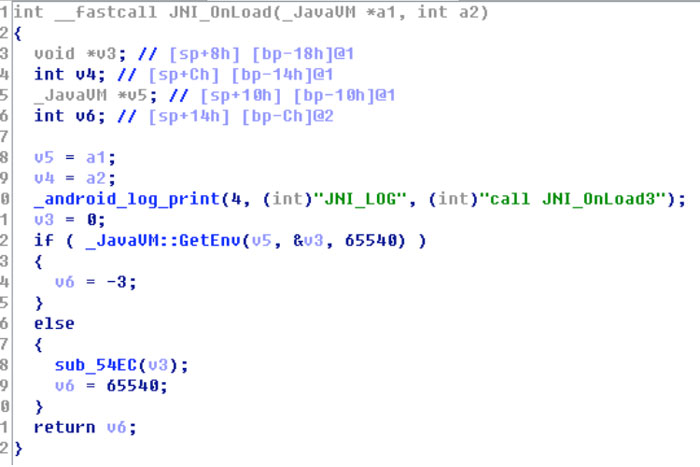 1 int __fastcall JNI_OnLoad(_JavaVM *a1, int a2)
2 {
3 void *v3; // [sp+8h] [bp-18h]@1
4 int v4; // [sp+Ch] [bp-14h]@1
5 _JavaVM *v5; // [sp+10h] [bp-10h]@1
6 int v6; // [sp+14h] [bp-Ch]@2
7
8 v5 = a1;
9 v4 = a2;
0 _android_log_print(4, (int)"JNI_LOG", (int)"call JNI_OnLoad3");
1 v3 = 0;
2 if ( _JavaVM::GetEnv(v5, &v3, 65540) )
3 {
4 v6 = -3;
5 }
6 else
7 {
8 sub_54EC(v3);
9 v6 = 65540;
0 }
1 return v6;
2 }